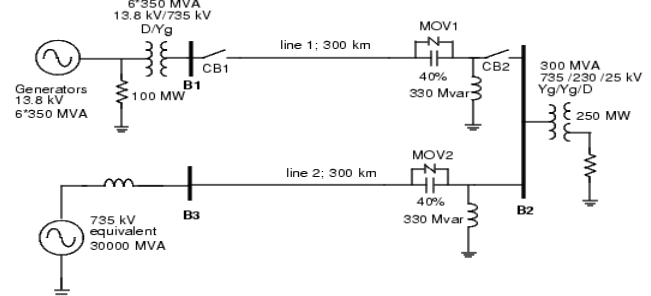 6*350 MVA
13.8 kV/735 kV
D/Yg
MOV1
line 1; 300 km
CB1
CB2
B1
40%
330 Mvar
300 MVA
735 /230 /25 kV
Yg/Yg/D
250 MW
Generators
13.8 kV
6*350 MVA
100 MW
MOV2
line 2; 300 km
B3
40%
330 Mvar
B2
735 kV
equivalent
30000 MVA